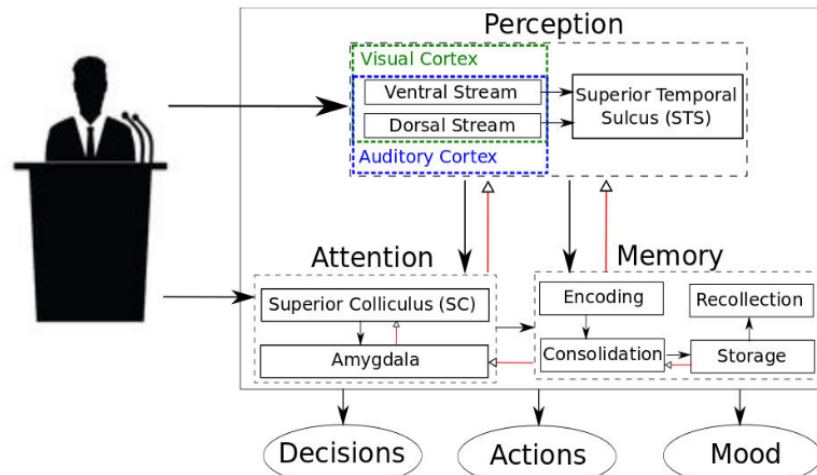 Perception
Visual Cortex
Ventral Stream
Dorsal Stream
Auditory Cortex
Superior Temporal
Sulcus (STS)
Attention
Superior Colliculus (SC)
Amygdala
Memory
Encoding
Recollection
Consolidation
Storage
Decisions
Actions
Mood